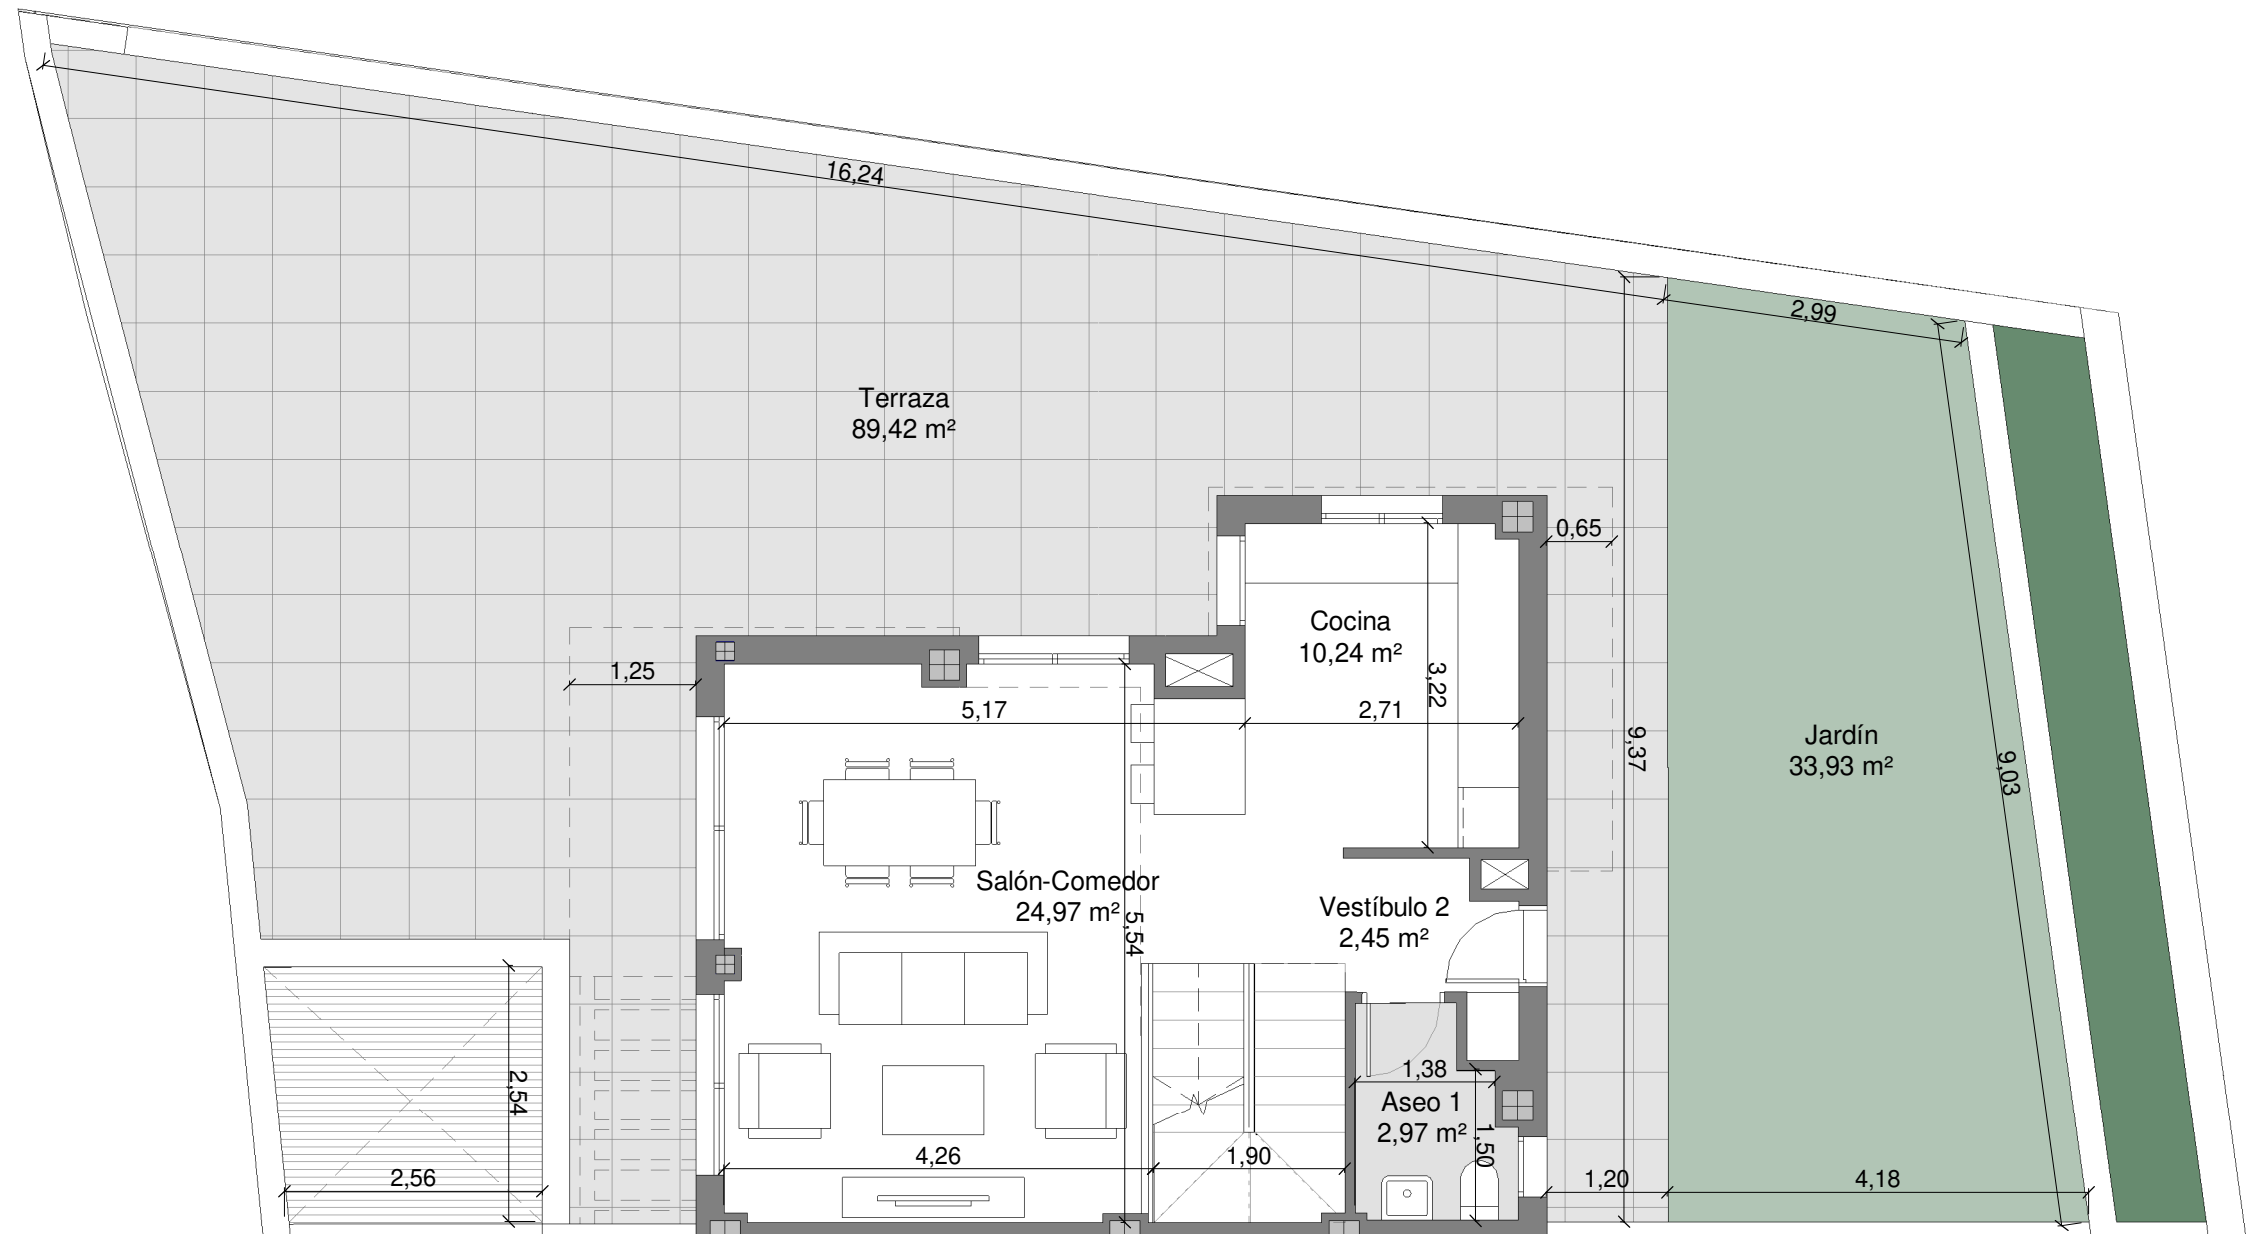 16,24
2,99
Terraza
89,42 m²
0,65
Cocina
10,24 m²
1,25
3,22
5,17
2,71
9,37
Jardín
33,93 m²
9,03
Salón-Comedor
24,97 m²
5,54
Vestíbulo 2
2,45 m²
2,54
1,38
Aseo 1
2,97 m²
1,50
4,26
1,90
2,56
1,20
4,18